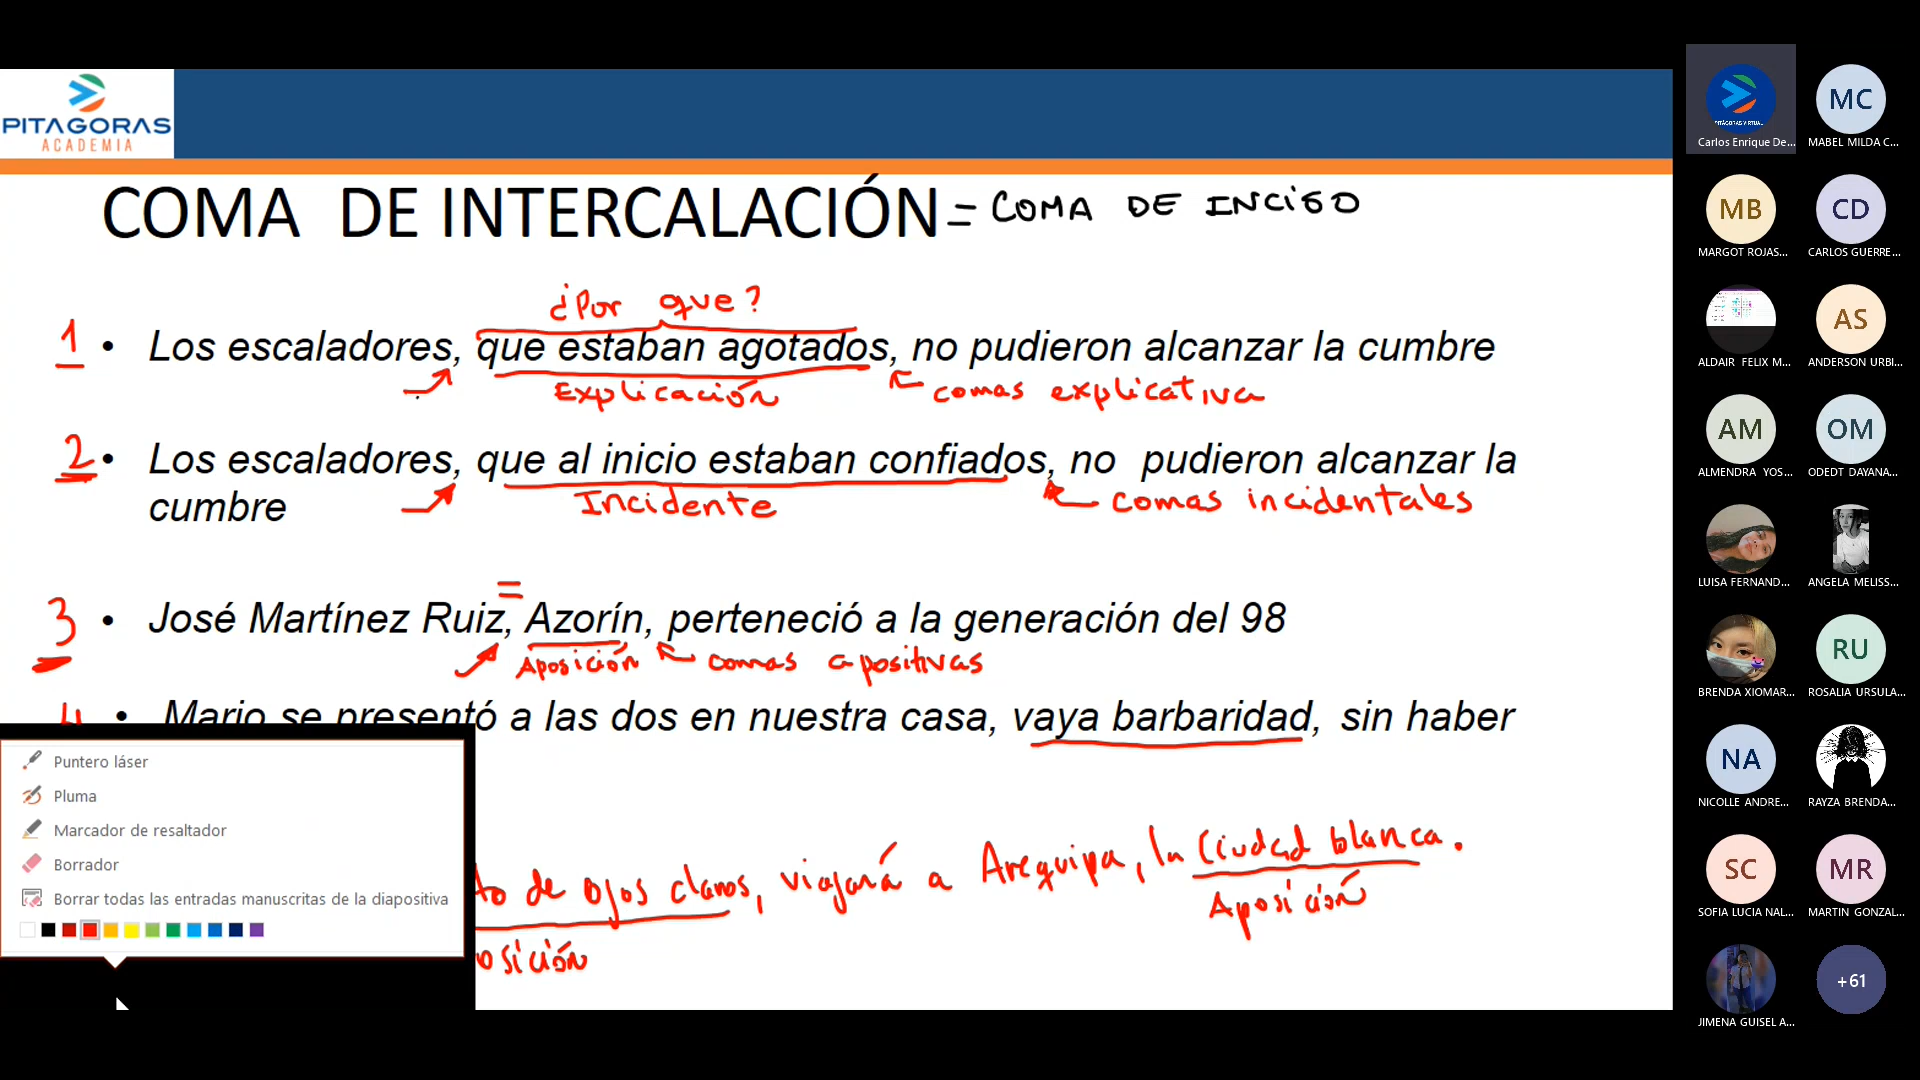 PITAGORAS
ACADEMIA
COMA DE INTERCALACIÓN = COMA DE INCISO
¿Por que?
1 • Los escaladores, que estaban agotados, no pudieron alcanzar la cumbre
Explicación comas explicativa
2 • Los escaladores, que al inicio estaban confiados, no pudieron alcanzar la
cumbre
Incidente comas incidentales
=
3 • José Martínez Ruiz, Azorín, perteneció a la generación del 98
Aposición comas apositivas
• Mario se presentó a las dos en nuestra casa, vaya barbaridad, sin haber
to de ojos claros, viajará a Arequipa, la Ciudad blanca.
Aposición
osición
Puntero láser
Pluma
Marcador de resaltador
Borrador
Borrar todas las entradas manuscritas de la diapositiva
PITÁGORAS VIRTUAL
Carlos Enrique De...
MC
MABEL MILDA C...
MB
MARGOT ROJAS...
CD
CARLOS GUERRE...
ALDAIR FELIX M...
AS
ANDERSON URBI...
AM
ALMENDRA YOS...
OM
ODEDT DAYANA...
LUISA FERNAND...
ANGELA MELISS...
BRENDA XIOMAR...
RU
ROSALIA URSULA...
NA
NICOLLE ANDRE...
RAYZA BRENDA...
SC
SOFIA LUCIA NAL...
MR
MARTIN GONZAL...
JIMENA GUISEL A...
+61